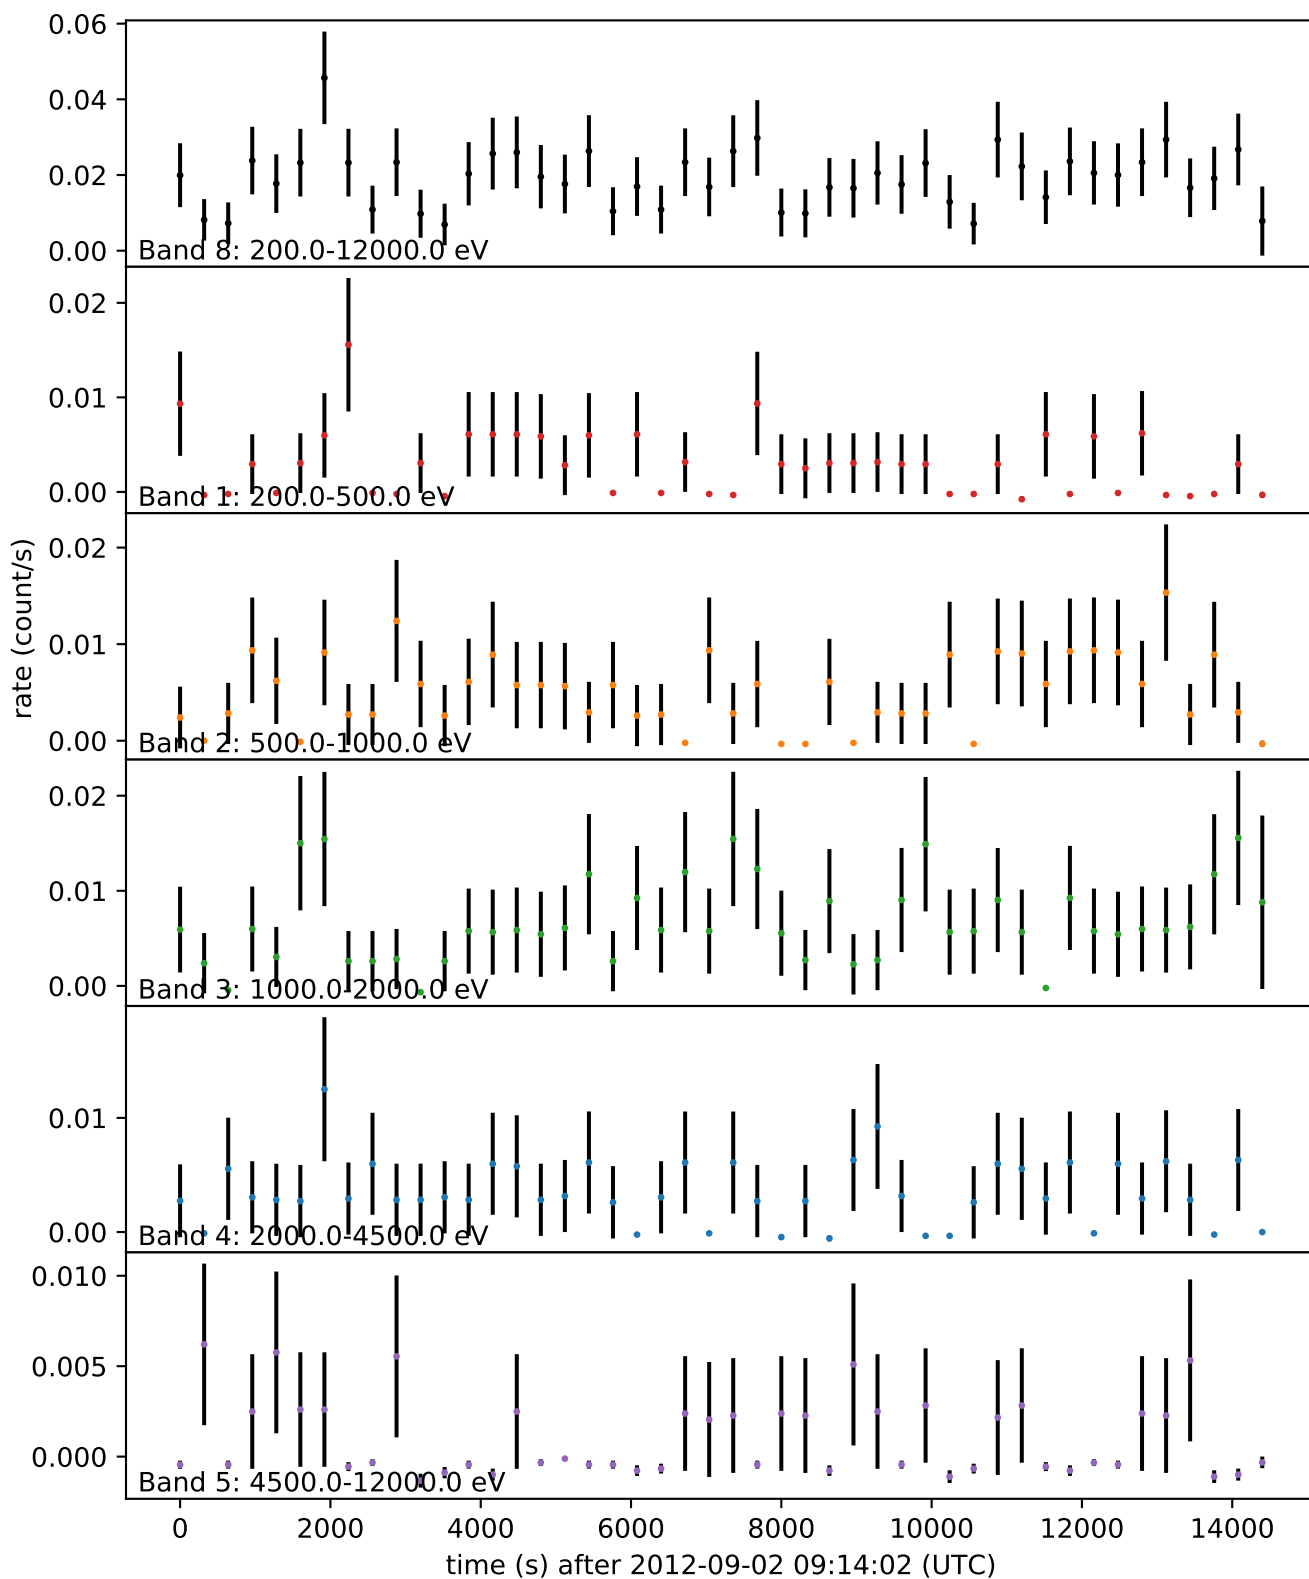 0.06
0.04
0.02
0.00
Band 8: 200.0-12000.0 eV
0.02
0.01
0.00
Band 1: 200.0-500.0 eV
rate (count/s)
0.02
0.01
0.00
Band 2: 500.0-1000.0 eV
0.02
0.01
0.00
Band 3: 1000.0-2000.0 eV
0.01
0.00
Band 4: 2000.0-4500.0 eV
0.010
0.005
0.000
Band 5: 4500.0-12000.0 eV
0 2000 4000 6000 8000 10000 12000 14000
time (s) after 2012-09-02 09:14:02 (UTC)